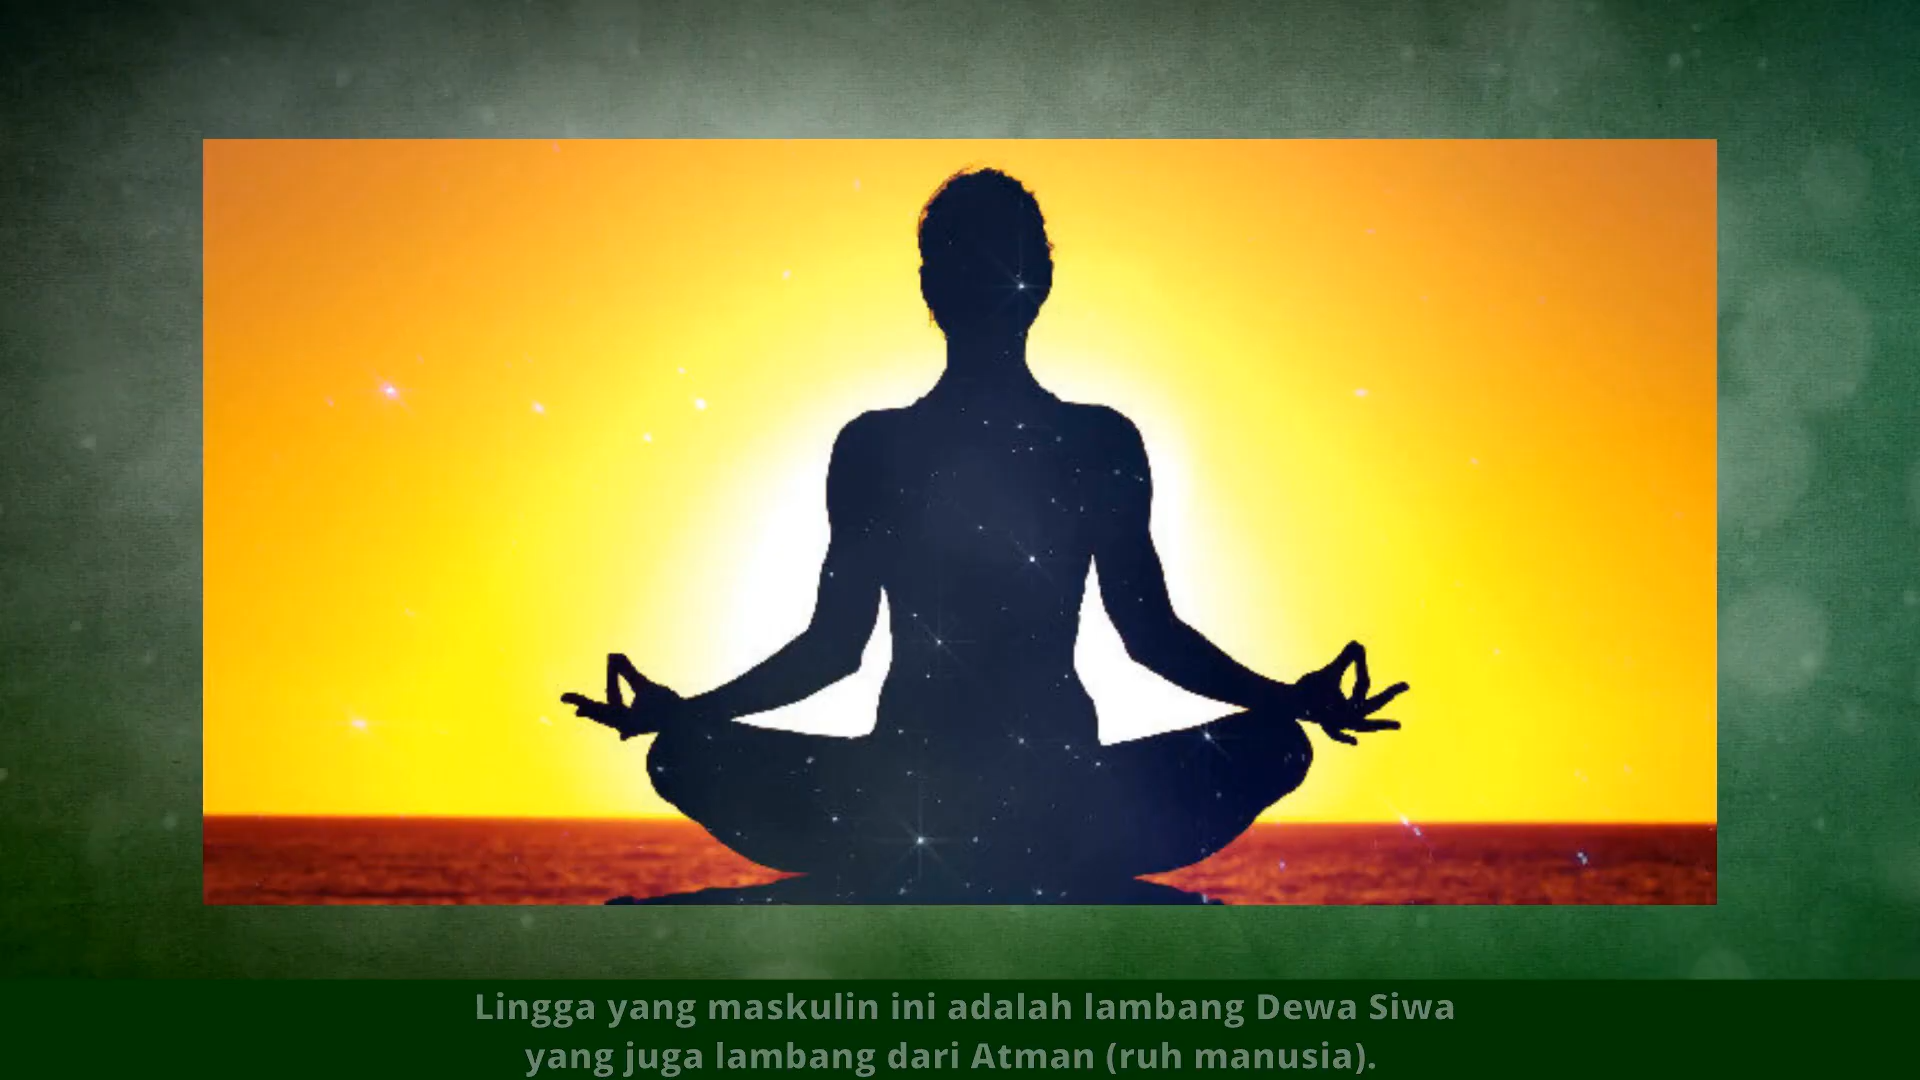 Lingga yang maskulin ini adalah lambang Dewa Siwa
yang juga lambang dari Atman (ruh manusia).